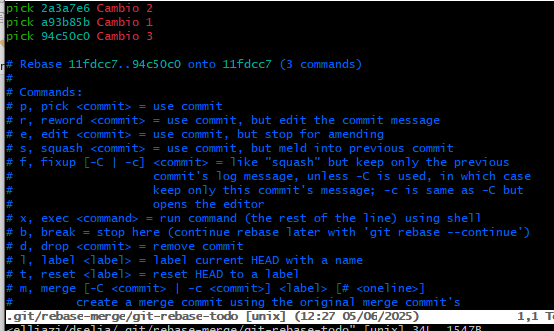 pick 2a3a7e6 Cambio 2
pick a93b85b Cambio 1
pick 94c50c0 Cambio 3
# Rebase 11fdcc7..94c50c0 onto 11fdcc7 (3 commands)
#
# Commands:
# p, pick <commit> = use commit
# r, reword <commit> = use commit, but edit the commit message
# e, edit <commit> = use commit, but stop for amending
# s, squash <commit> = use commit, but meld into previous commit
# f, fixup [-C | -c] <commit> = like "squash" but keep only the previous
# commit's log message, unless -C is used, in which case
# keep only this commit's message; -c is same as -C but
# opens the editor
# x, exec <command> = run command (the rest of the line) using shell
# b, break = stop here (continue rebase later with 'git rebase --continue')
# d, drop <commit> = remove commit
# l, label <label> = label current HEAD with a name
# t, reset <label> = reset HEAD to a label
# m, merge [-C <commit> | -c <commit>] <label> [# <oneline>]
# create a merge commit using the original merge commit's
.git/rebase-merge/git-rebase-todo [unix] (12:27 05/06/2025) 1,1 T
git-rebase-todo" [unix] 34L, 1547B